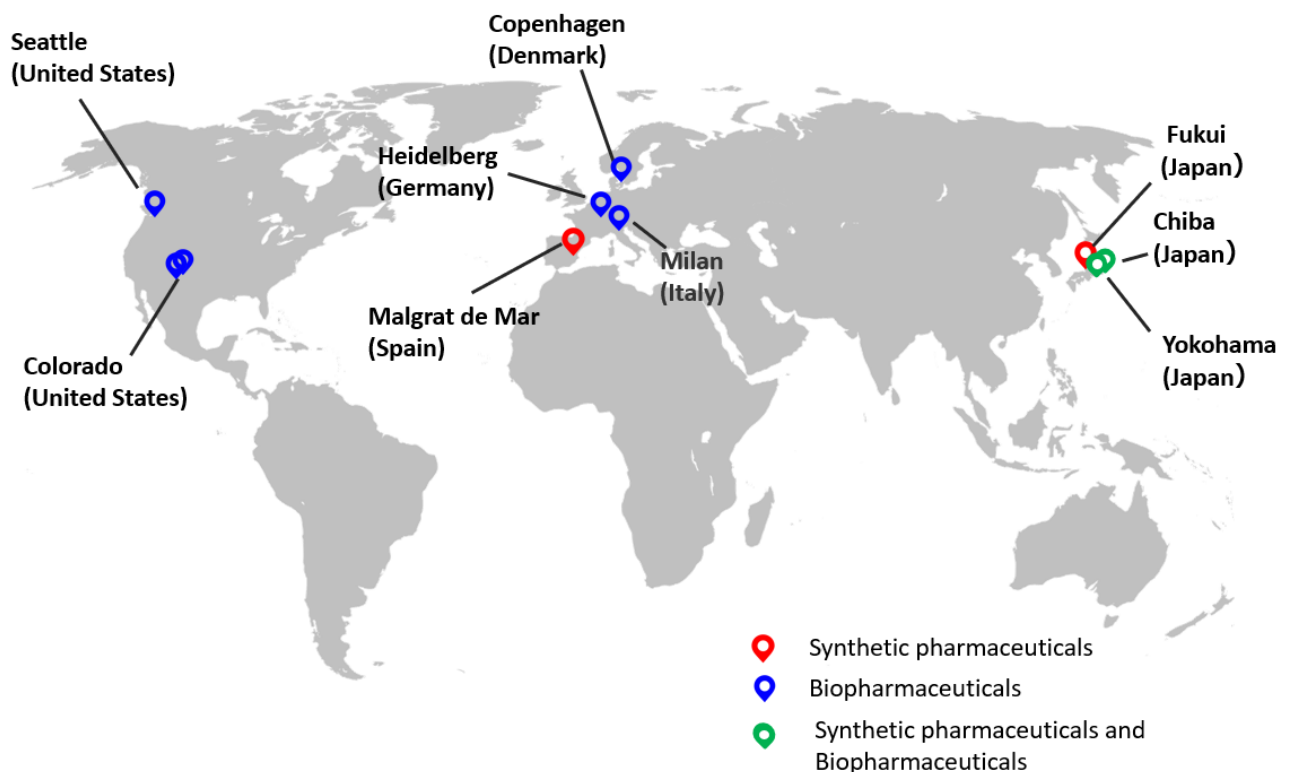 Copenhagen
(Denmark)
Seattle
(United States)
Heidelberg
(Germany)
Fukui
(Japan）
Chiba
(Japan）
Milan
(Italy)
Malgrat de Mar
(Spain)
Yokohama
(Japan）
Colorado
(United States)
Synthetic pharmaceuticals
Biopharmaceuticals
Synthetic pharmaceuticals and
Biopharmaceuticals